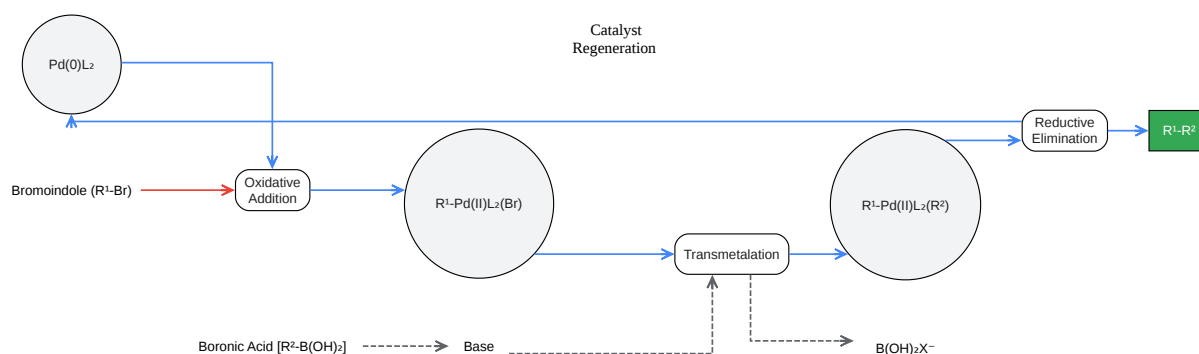 Catalyst
Regeneration
Pd(0)L₂
Reductive
Elimination
R¹-R²
Bromoindole (R¹-Br)
Oxidative
Addition
R¹-Pd(II)L₂(Br)
R¹-Pd(II)L₂(R²)
Transmetalation
Boronic Acid [R²-B(OH)₂]
Base
B(OH)₂X⁻